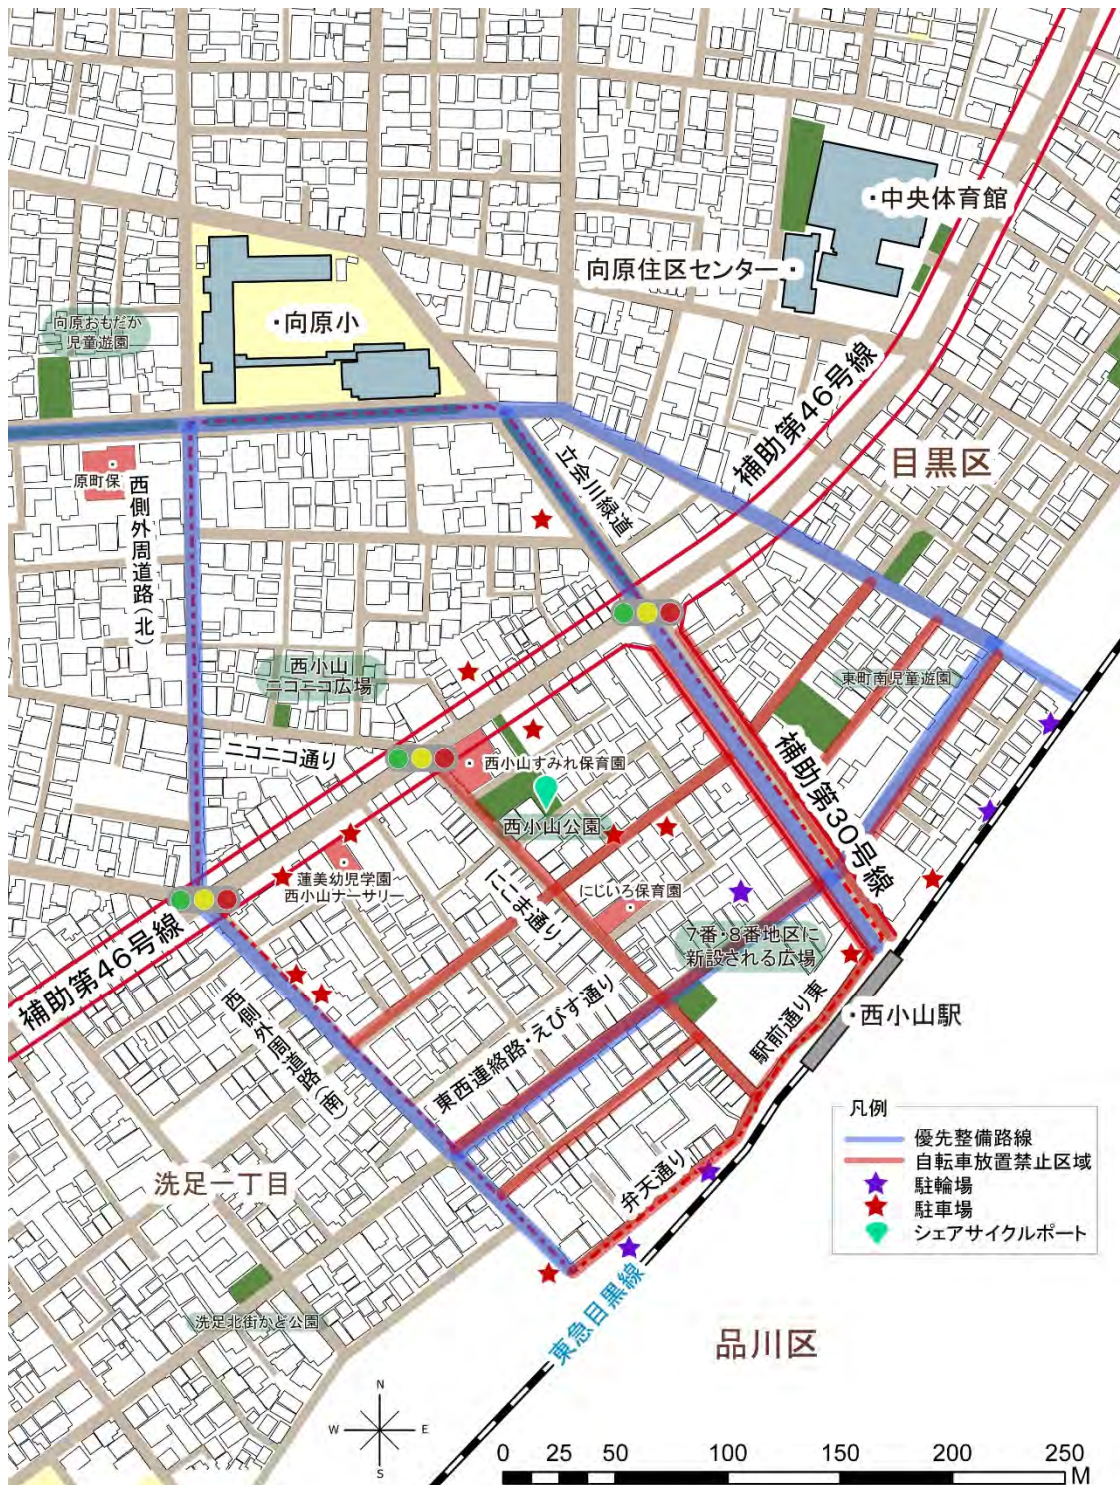 ・中央体育館
向原住区センター・
向原おもだか
児童遊園
・向原小
補助第46号線
目黒区
立会川緑道
原町保
西側外周道路(北)
西小山
ニコニコ広場
東町南児童遊園
ニコニコ通り
西小山すみれ保育園
補助第30号線
西小山公園
蓮美幼児学園
西小山ナーサリー
にこま通り
にじいろ保育園
7番・8番地区に
新設される広場
補助第46号線
西側外周道路(南)
東西連絡路・えびす通り
駅前通り東
・西小山駅
凡例
優先整備路線
自転車放置禁止区域
駐輪場
駐車場
シェアサイクルポート
洗足一丁目
弁天通り
洗足北街かど公園
東急目黒線
品川区
N
W E
S
0 25 50 100 150 200 250
M